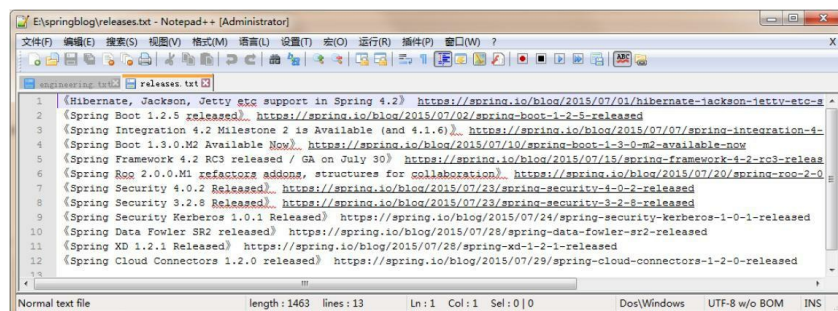 E:\springblog\releases.txt - Notepad++ [Administrator]
文件(F) 编辑(E) 搜索(S) 视图(V) 格式(M) 语言(L) 设置(T) 宏(O) 运行(R) 插件(P) 窗口(W) ? X
engineering.txt releases.txt
1 《Hibernate, Jackson, Jetty etc support in Spring 4.2》 https://spring.io/blog/2015/07/01/hibernate-jackson-jetty-etc-s
2 《Spring Boot 1.2.5 released》 https://spring.io/blog/2015/07/02/spring-boot-1-2-5-released
3 《Spring Integration 4.2 Milestone 2 is Available (and 4.1.6)》 https://spring.io/blog/2015/07/07/spring-integration-4-
4 《Spring Boot 1.3.0.M2 Available Now》 https://spring.io/blog/2015/07/10/spring-boot-1-3-0-m2-available-now
5 《Spring Framework 4.2 RC3 released / GA on July 30》 https://spring.io/blog/2015/07/15/spring-framework-4-2-rc3-releas
6 《Spring Roo 2.0.0.M1 refactors addons, structures for collaboration》 https://spring.io/blog/2015/07/20/spring-roo-2-0
7 《Spring Security 4.0.2 Released》 https://spring.io/blog/2015/07/23/spring-security-4-0-2-released
8 《Spring Security 3.2.8 Released》 https://spring.io/blog/2015/07/23/spring-security-3-2-8-released
9 《Spring Security Kerberos 1.0.1 Released》 https://spring.io/blog/2015/07/24/spring-security-kerberos-1-0-1-released
10 《Spring Data Fowler SR2 released》 https://spring.io/blog/2015/07/28/spring-data-fowler-sr2-released
11 《Spring XD 1.2.1 Released》 https://spring.io/blog/2015/07/28/spring-xd-1-2-1-released
12 《Spring Cloud Connectors 1.2.0 released》 https://spring.io/blog/2015/07/29/spring-cloud-connectors-1-2-0-released
13
Normal text file length : 1463 lines : 13 Ln : 1 Col : 1 Sel : 0 | 0 Dos\Windows UTF-8 w/o BOM INS